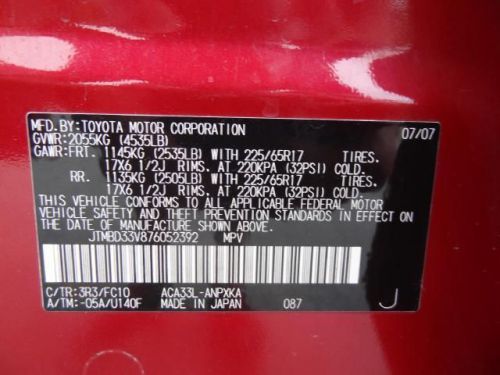 MFD.BY:TOYOTA MOTOR CORPORATION 07/07
GVWR:2055KG (4535LB)
GAWR:FRT. 1145KG (2535LB) WITH 225/65R17 TIRES.
17X6 1/2J RIMS. AT 220KPA (32PSI) COLD.
RR. 1135KG (2505LB) WITH 225/65R17 TIRES.
17X6 1/2J RIMS. AT 220KPA (32PSI) COLD.
THIS VEHICLE CONFORMS TO ALL APPLICABLE FEDERAL MOTOR
VEHICLE SAFETY AND THEFT PREVENTION STANDARDS IN
EFFECT ON THE DATE OF MANUFACTURE SHOWN ABOVE.
JTMBD33V876052392 MPV
C/TR:3R3/FC10 ACA33L-ANPXKA
A/TM:-05A/U140F MADE IN JAPAN 087 J